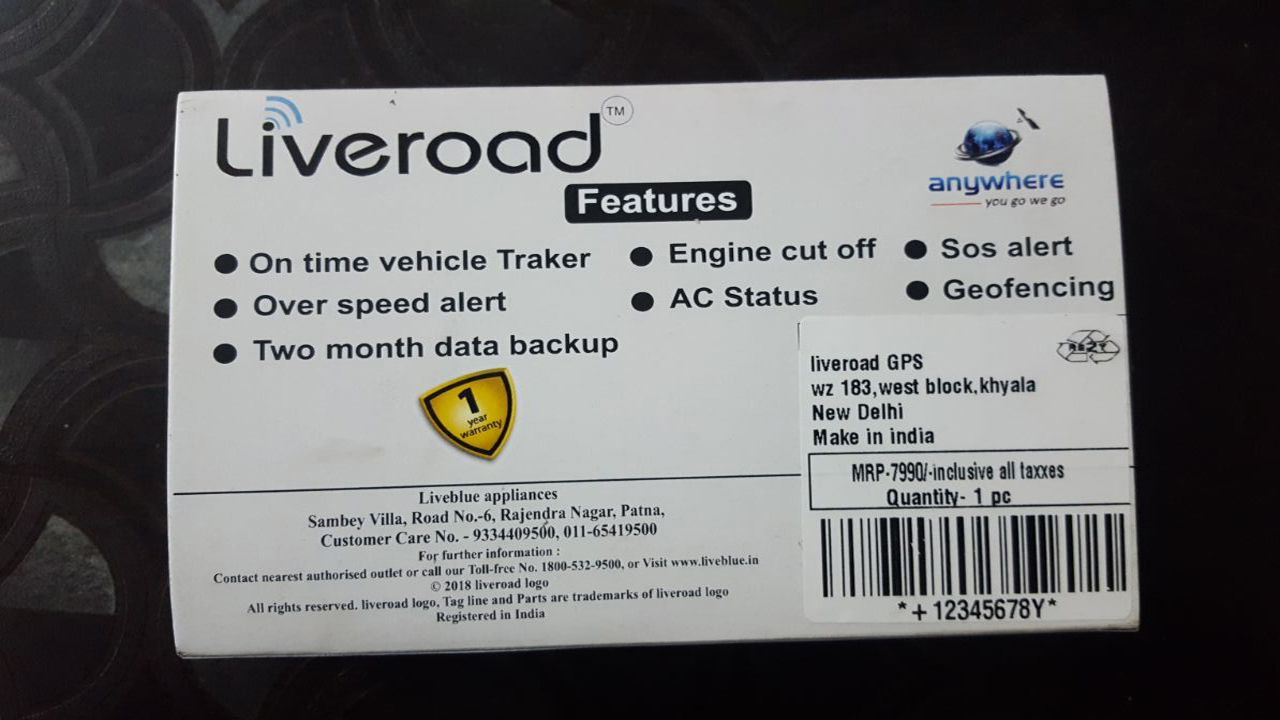 Liveroad TM
Features
anywhere
you go we go
On time vehicle Traker
Engine cut off
Sos alert
Over speed alert
AC Status
Geofencing
Two month data backup
1
year
warranty
liveroad GPS
wz 183,west block,khyala
New Delhi
Make in india
MRP-7990/-inclusive all taxxes
Quantity- 1 pc
*+12345678Y*
Liveblue appliances
Sambey Villa, Road No.-6, Rajendra Nagar, Patna,
Customer Care No. - 9334409500, 011-65419500
For further information :
Contact nearest authorised outlet or call our Toll-free No. 1800-532-9500, or Visit www.liveblue.in
© 2018 liveroad logo
All rights reserved. liveroad logo, Tag line and Parts are trademarks of liveroad logo
Registered in India